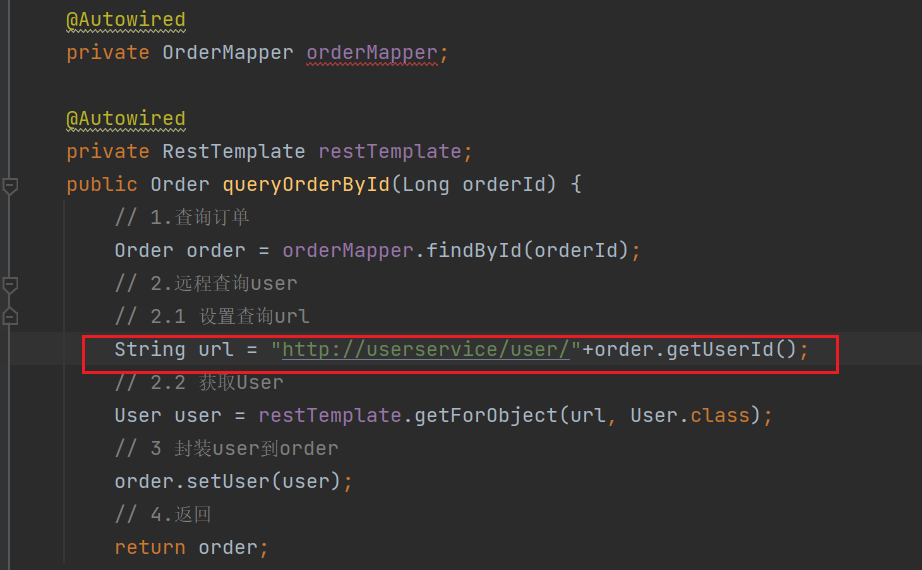 @Autowired
private OrderMapper orderMapper;
@Autowired
private RestTemplate restTemplate;
public Order queryOrderById(Long orderId) {
// 1.查询订单
Order order = orderMapper.findById(orderId);
// 2.远程查询user
// 2.1 设置查询url
String url = "http://userservice/user/"+order.getUserId();
// 2.2 获取User
User user = restTemplate.getForObject(url, User.class);
// 3 封装user到order
order.setUser(user);
// 4.返回
return order;